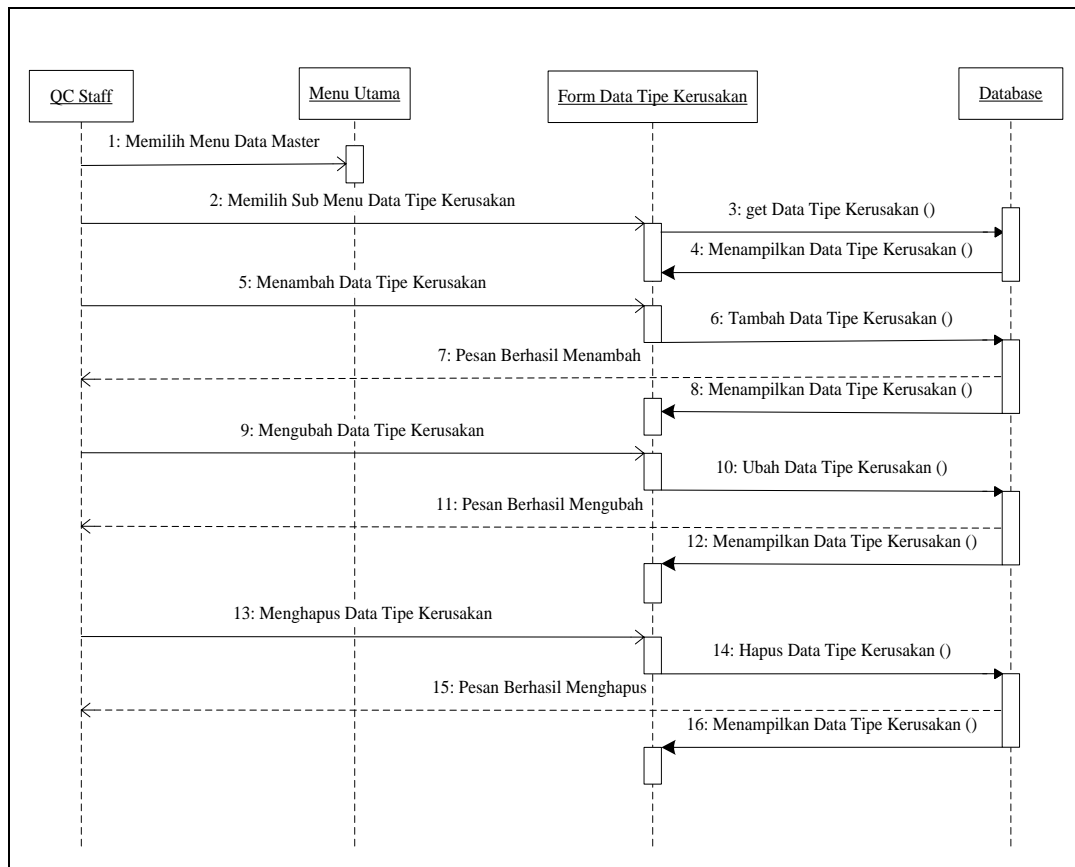 QC Staff
Menu Utama
Form Data Tipe Kerusakan
Database
1: Memilih Menu Data Master
2: Memilih Sub Menu Data Tipe Kerusakan
3: get Data Tipe Kerusakan ()
4: Menampilkan Data Tipe Kerusakan ()
5: Menambah Data Tipe Kerusakan
6: Tambah Data Tipe Kerusakan ()
7: Pesan Berhasil Menambah
8: Menampilkan Data Tipe Kerusakan ()
9: Mengubah Data Tipe Kerusakan
10: Ubah Data Tipe Kerusakan ()
11: Pesan Berhasil Mengubah
12: Menampilkan Data Tipe Kerusakan ()
13: Menghapus Data Tipe Kerusakan
14: Hapus Data Tipe Kerusakan ()
15: Pesan Berhasil Menghapus
16: Menampilkan Data Tipe Kerusakan ()